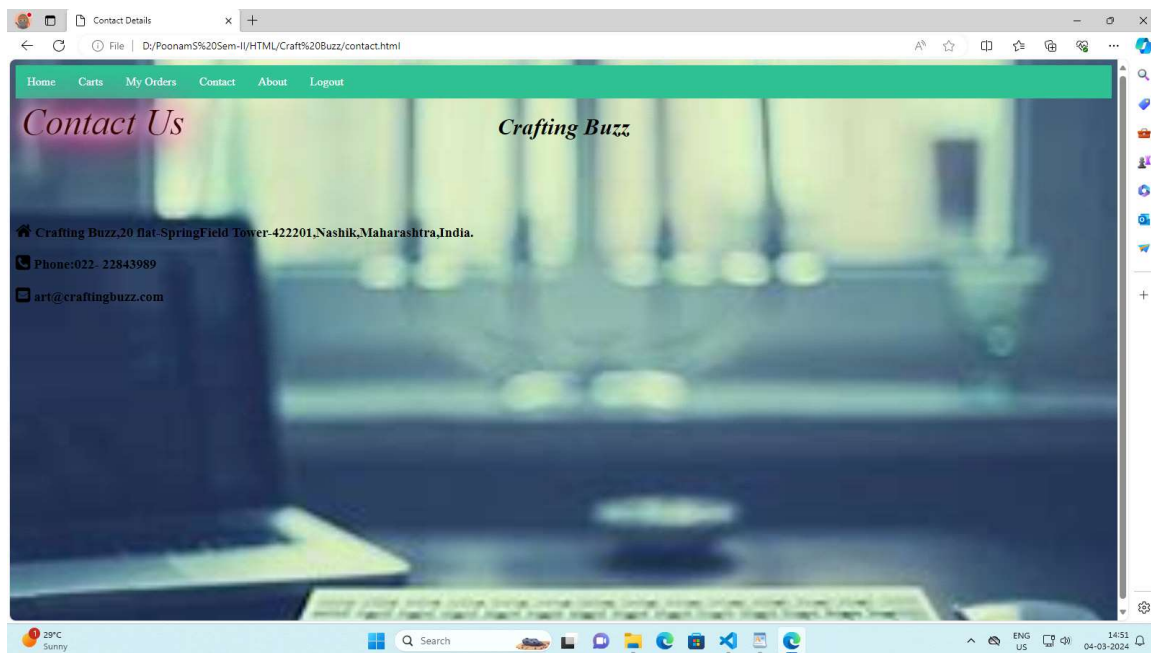 Contact Details
File D:/PoonamS%20Sem-II/HTML/Craft%20Buzz/contact.html
Home Carts My Orders Contact About Logout
Contact Us
Crafting Buzz
Crafting Buzz,20 flat-SpringField Tower-422201,Nashik,Maharashtra,India.
Phone:022- 22843989
art@craftingbuzz.com
1
29°C
Sunny
Search
ENG
US
14:51
04-03-2024